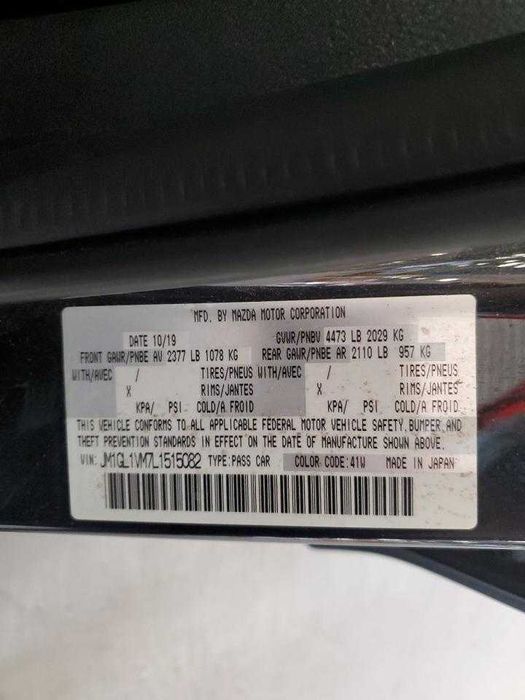 MFD. BY MAZDA MOTOR CORPORATION
DATE 10/19 GVWR/PNBV 4473 LB 2029 KG
FRONT GAWR/PNBE AV 2377 LB 1078 KG REAR GAWR/PNBE AR 2110 LB 957 KG
WITH/AVEC / TIRES/PNEUS WITH/AVEC / TIRES/PNEUS
X RIMS/JANTES X RIMS/JANTES
KPA/ PSI COLD/A FROID KPA/ PSI COLD/A FROID
THIS VEHICLE CONFORMS TO ALL APPLICABLE FEDERAL MOTOR VEHICLE SAFETY, BUMPER, AND
THEFT PREVENTION STANDARDS IN EFFECT ON THE DATE OF MANUFACTURE SHOWN ABOVE.
VIN: JM1GL1VM7L1515082 TYPE:PASS CAR COLOR CODE:41W MADE IN JAPAN